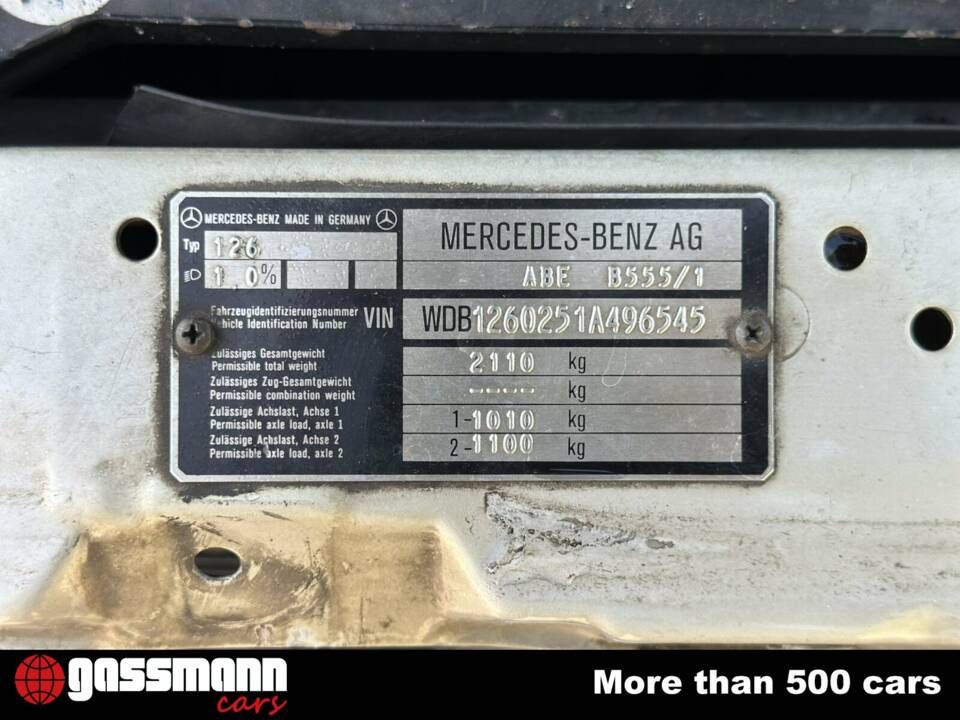 MERCEDES-BENZ MADE IN GERMANY
Typ 126
1,0%
MERCEDES-BENZ AG
ABE B555/1
Fahrzeugidentifizierungsnummer
Vehicle Identification Number VIN WDB1260251A496545
Zulässiges Gesamtgewicht
Permissible total weight 2110 kg
Zulässiges Zug-Gesamtgewicht
Permissible combination weight ---- kg
Zulässige Achslast, Achse 1
Permissible axle load, axle 1 1-1010 kg
Zulässige Achslast, Achse 2
Permissible axle load, axle 2 2-1100 kg
gassmann
cars
More than 500 cars